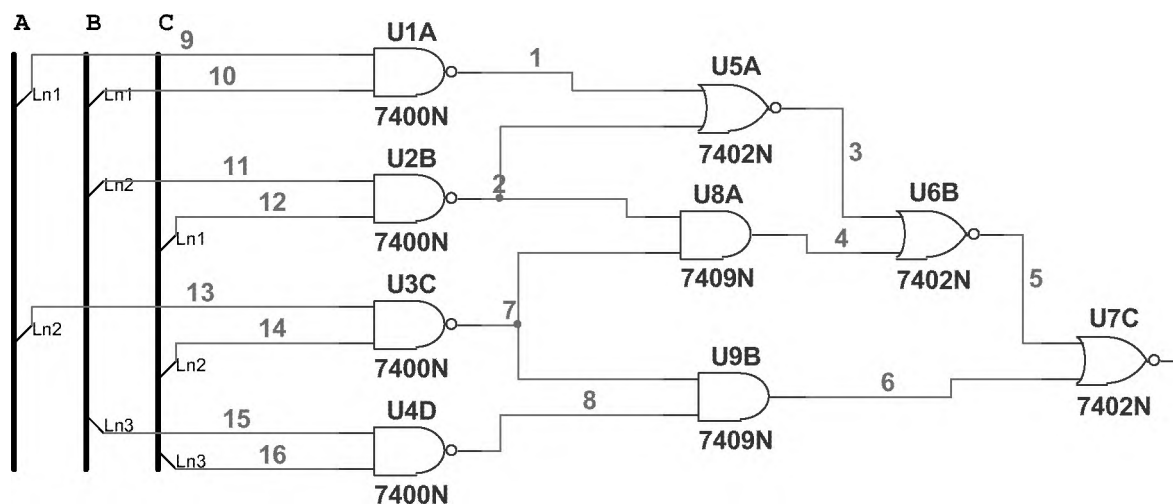 A B C
9 U1A
Ln1 10 Ln1 7400N
1 U5A
7402N
11 U2B
Ln2 12 Ln1 7400N
2 U8A
7409N
3 U6B
4 7402N
13 U3C
Ln2 14 Ln2 7400N
7 5 U7C
7402N
U9B
8 7409N 6
15 U4D
Ln3 16 Ln3 7400N